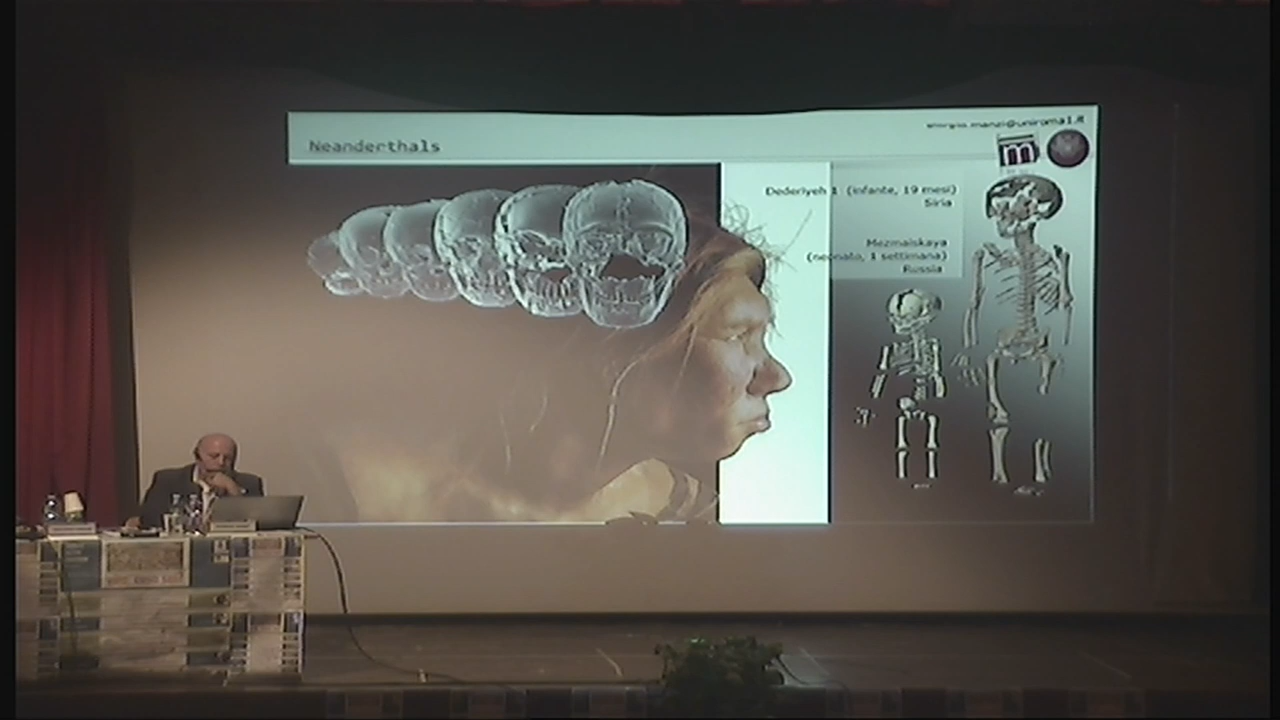 giorgio.manzi@uniroma1.it
Neanderthals
m
Dederiyeh 1 (infante, 19 mesi)
Siria
Mezmaiskaya
(neonato, 1 settimana)
Russia